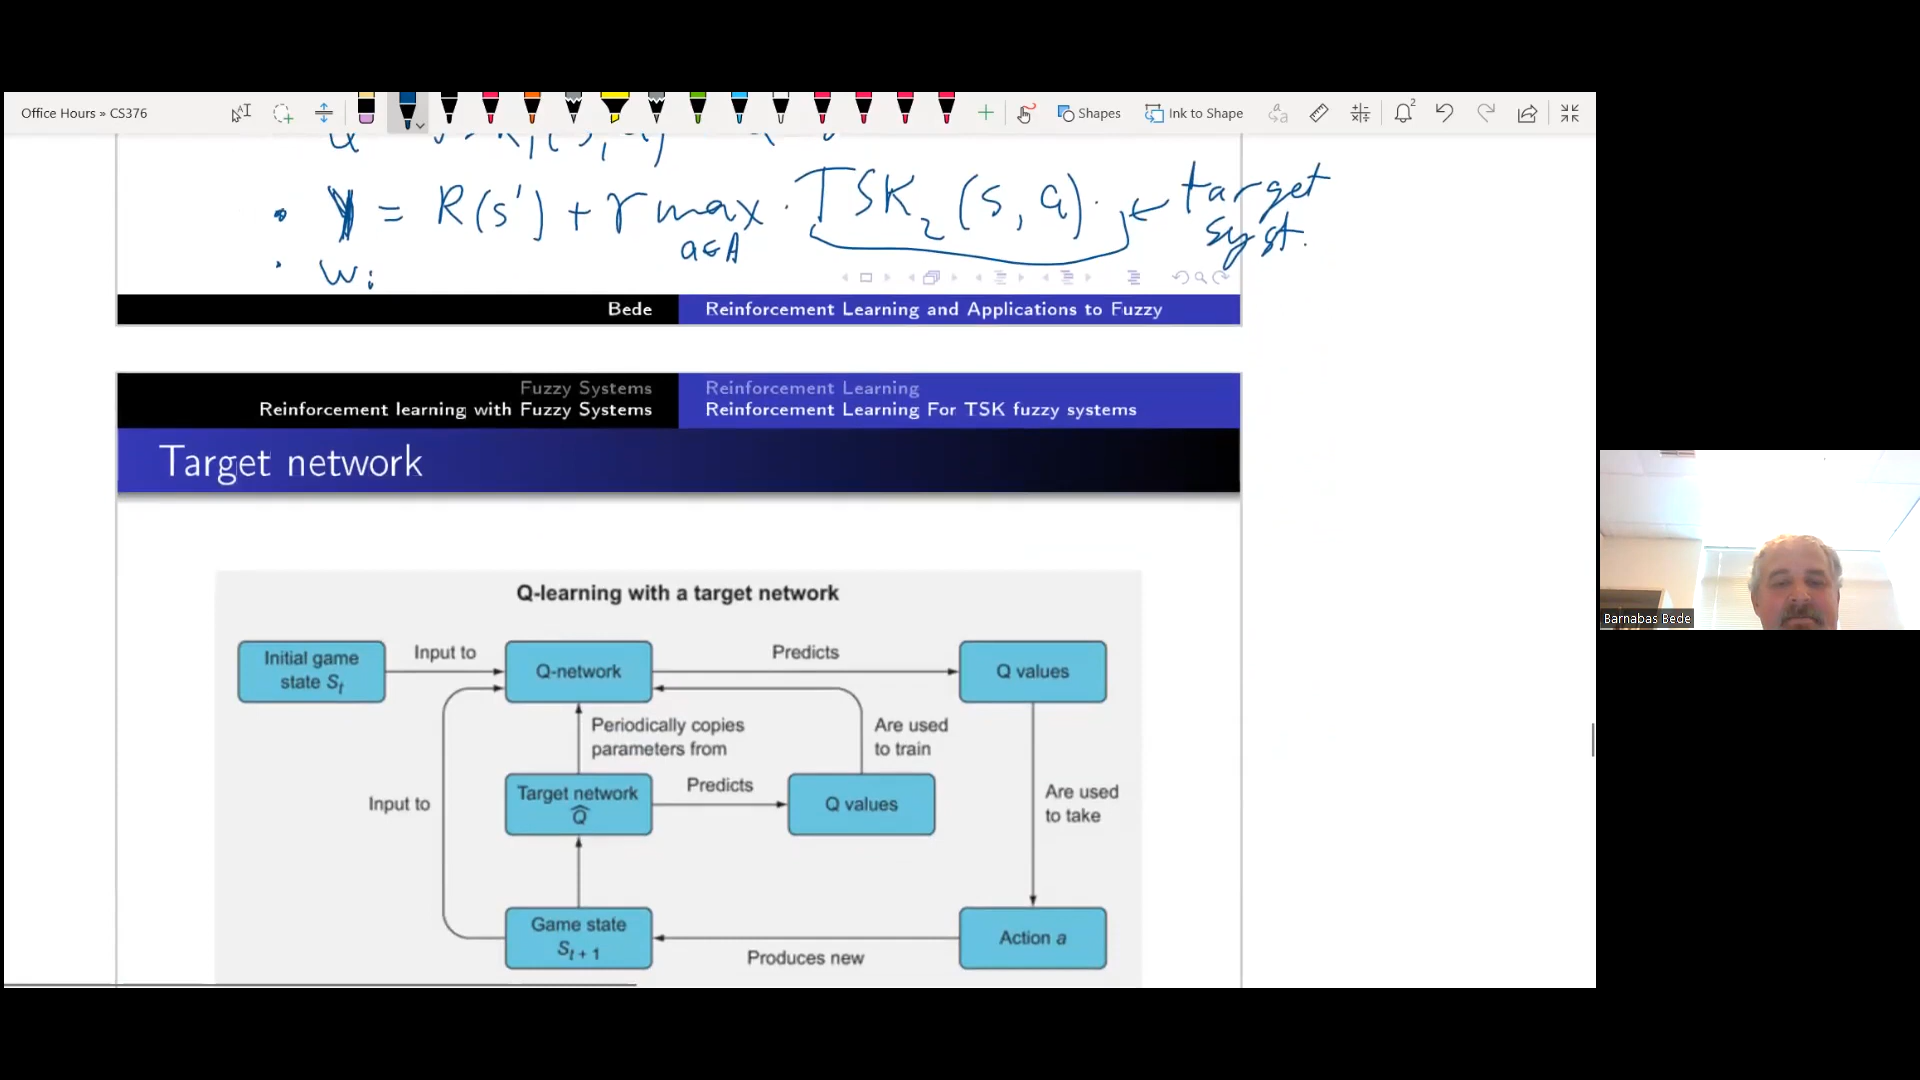 Office Hours » CS376
Shapes
Ink to Shape
2
y = R(s') + γ max · TSK₂ (s, a). ← target
a∈A
syst.
wᵢ
Bede
Reinforcement Learning and Applications to Fuzzy
Fuzzy Systems
Reinforcement learning with Fuzzy Systems
Reinforcement Learning
Reinforcement Learning For TSK fuzzy systems
Target network
Q-learning with a target network
Initial game
state Sₜ
Input to
Q-network
Predicts
Q values
Periodically copies
parameters from
Are used
to train
Input to
Target network
Q̂
Predicts
Q values
Are used
to take
Game state
Sₜ₊₁
Produces new
Action a
Barnabas Bede